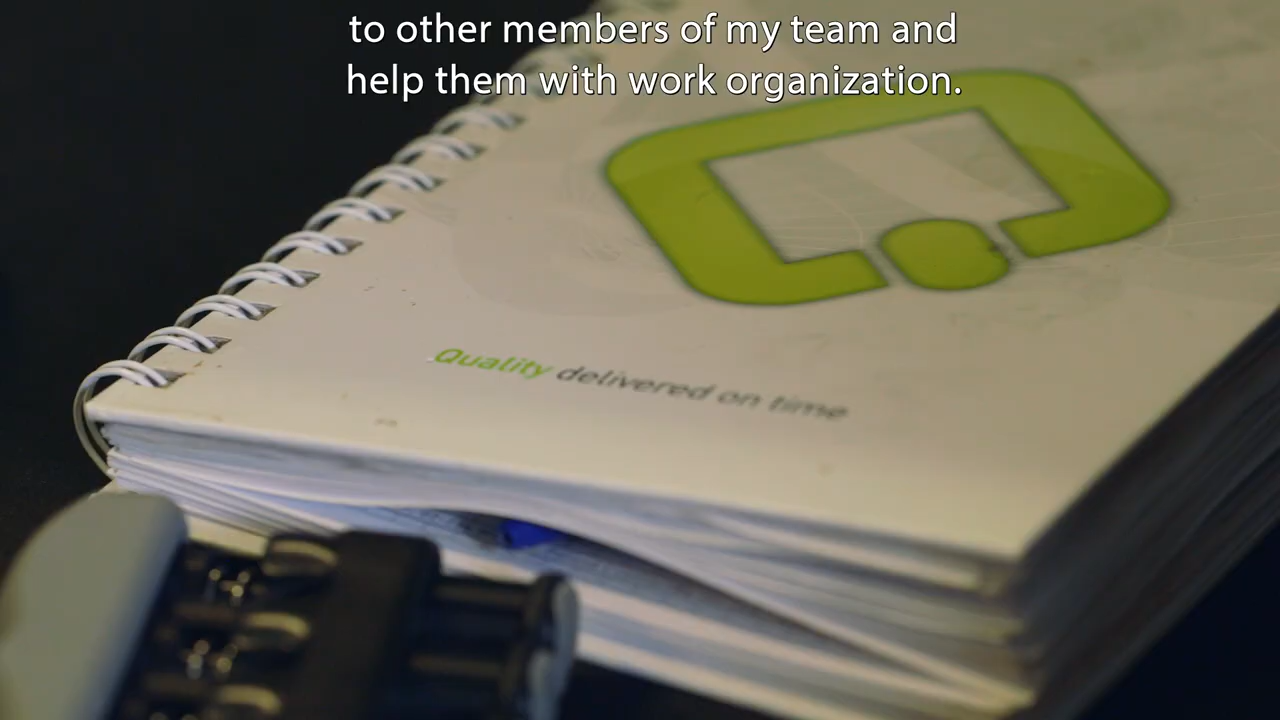 to other members of my team and
help them with work organization.
Quality delivered on time